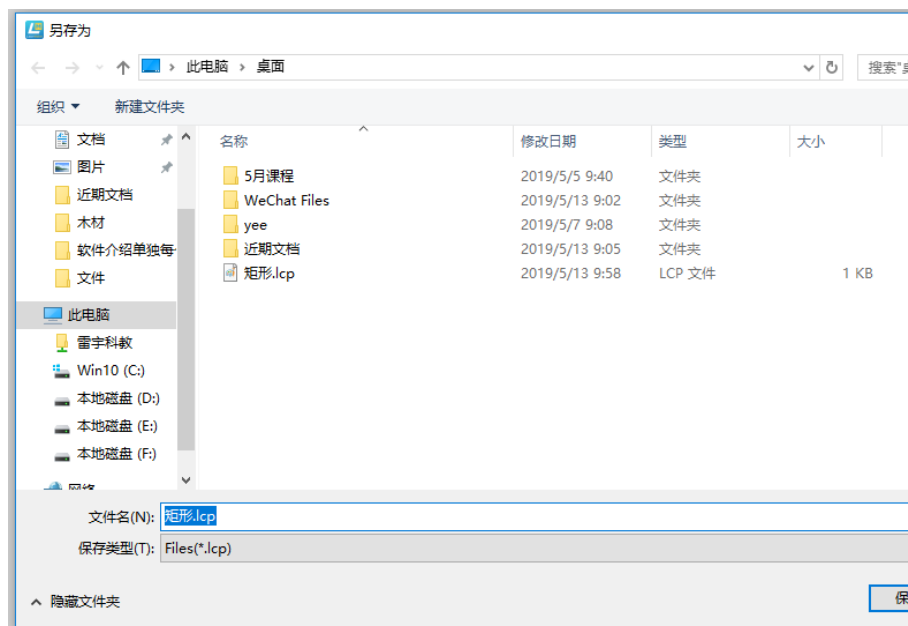 另存为
此电脑 › 桌面
搜索"桌
组织 新建文件夹
文档
图片
近期文档
木材
软件介绍单独每
文件
此电脑
雷宇科教
Win10 (C:)
本地磁盘 (D:)
本地磁盘 (E:)
本地磁盘 (F:)
网络
名称 修改日期 类型 大小
5月课程 2019/5/5 9:40 文件夹
WeChat Files 2019/5/13 9:02 文件夹
yee 2019/5/7 9:08 文件夹
近期文档 2019/5/13 9:05 文件夹
矩形.lcp 2019/5/13 9:58 LCP 文件 1 KB
文件名(N): 矩形.lcp
保存类型(T): Files(*.lcp)
隐藏文件夹
保